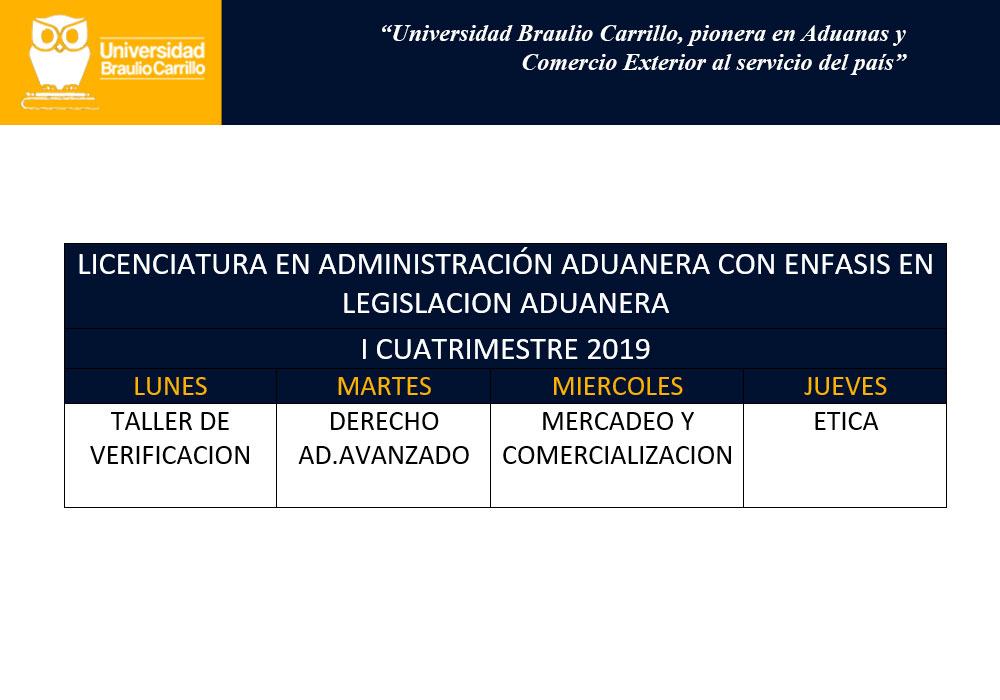 Universidad
Braulio Carrillo
“Universidad Braulio Carrillo, pionera en Aduanas y
Comercio Exterior al servicio del país”
LICENCIATURA EN ADMINISTRACIÓN ADUANERA CON ENFASIS EN
LEGISLACION ADUANERA
I CUATRIMESTRE 2019
LUNES MARTES MIERCOLES JUEVES
TALLER DE DERECHO MERCADEO Y ETICA
VERIFICACION AD.AVANZADO COMERCIALIZACION